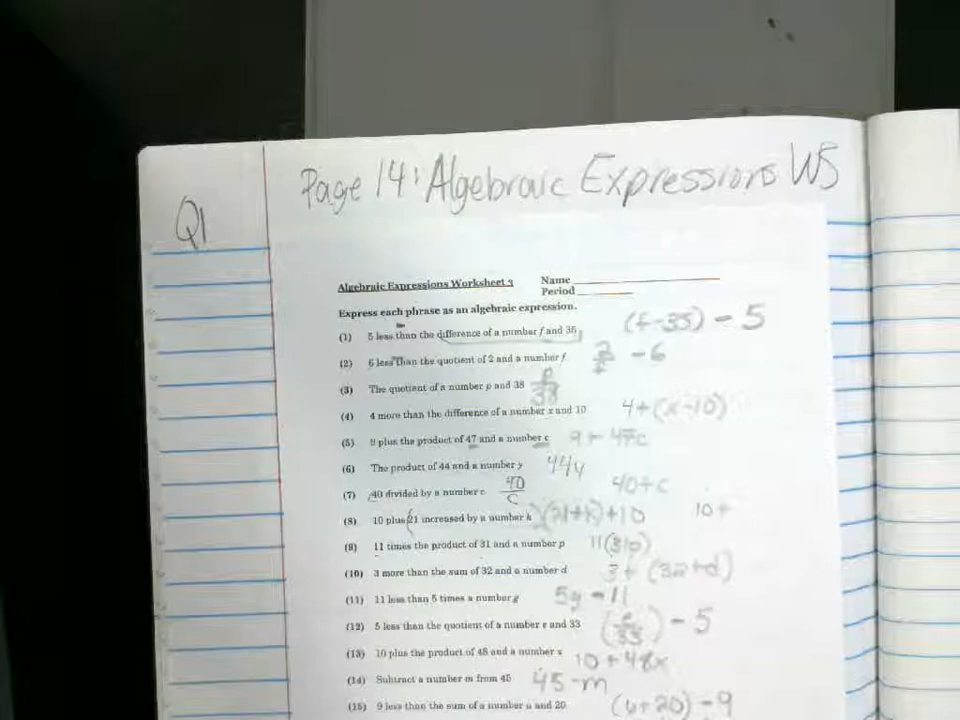 Page 14: Algebraic Expressions WS
Q1
Algebraic Expressions Worksheet 3 Name
Period
Express each phrase as an algebraic expression.
(1) 5 less than the difference of a number f and 35 (f-35) - 5
(2) 6 less than the quotient of 2 and a number f 2/f - 6
(3) The quotient of a number p and 38 p/38
(4) 4 more than the difference of a number x and 10 4+(x-10)
(5) 9 plus the product of 47 and a number c 9+47c
(6) The product of 44 and a number y 44y
(7) 40 divided by a number c 40/c 40÷c
(8) 10 plus 21 increased by a number k (21+k)+10 10+
(9) 11 times the product of 31 and a number p 11(31p)
(10) 3 more than the sum of 32 and a number d 3+ (32+d)
(11) 11 less than 5 times a number g 5g - 11
(12) 5 less than the quotient of a number r and 33 (r/33) - 5
(13) 10 plus the product of 48 and a number x 10+48x
(14) Subtract a number m from 45 45-m
(15) 9 less than the sum of a number u and 20 (u+20)-9